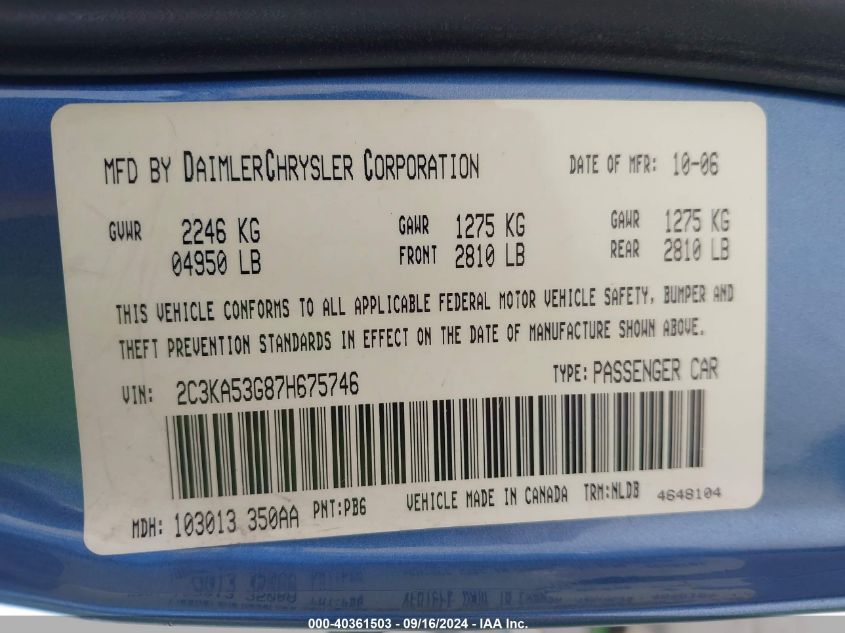 MFD BY DAIMLERCHRYSLER CORPORATION DATE OF MFR: 10-06
GVWR 2246 KG GAWR 1275 KG GAWR 1275 KG
04950 LB FRONT 2810 LB REAR 2810 LB
THIS VEHICLE CONFORMS TO ALL APPLICABLE FEDERAL MOTOR VEHICLE SAFETY, BUMPER AND
THEFT PREVENTION STANDARDS IN EFFECT ON THE DATE OF MANUFACTURE SHOWN ABOVE.
VIN: 2C3KA53G87H675746 TYPE: PASSENGER CAR
MDH: 103013 350AA PNT:PB6 VEHICLE MADE IN CANADA TRM:NLDB 4648104
000-40361503 - 09/16/2024 - IAA Inc.